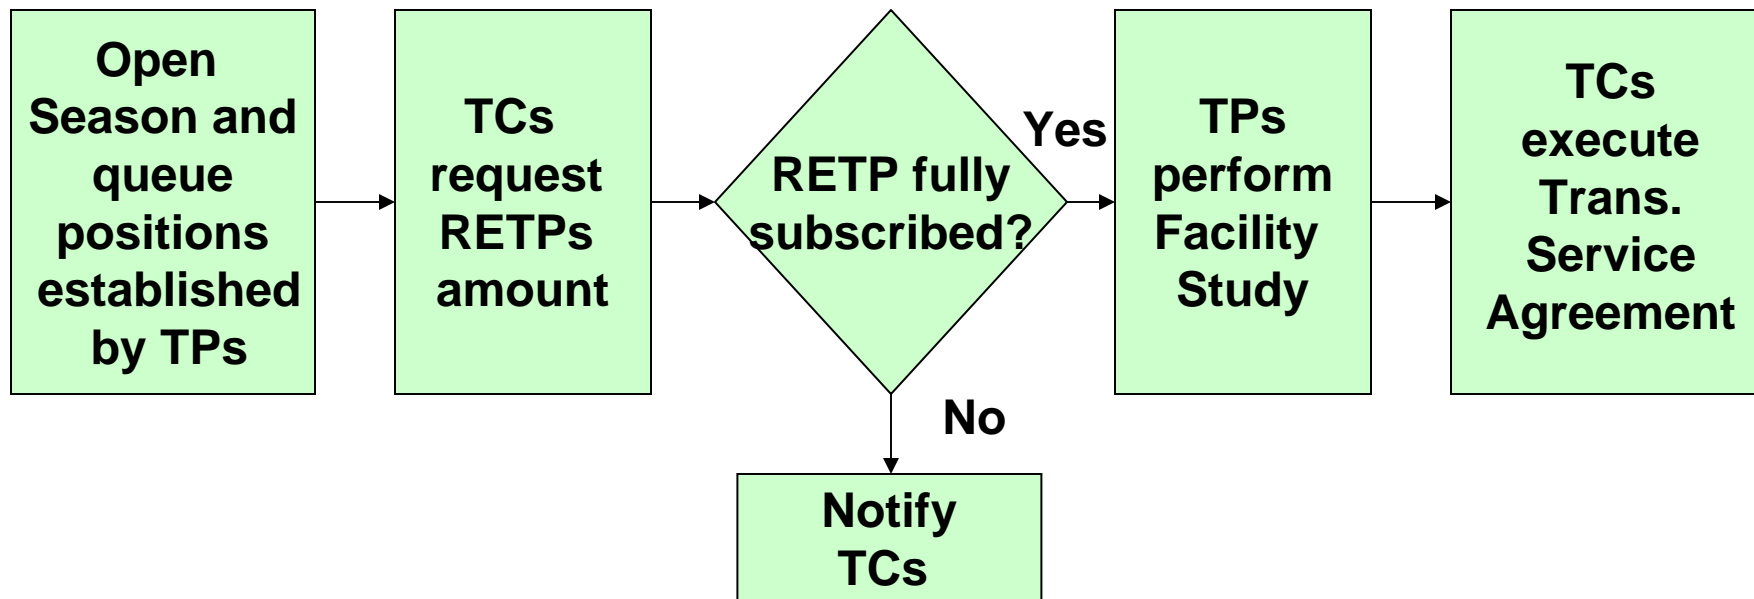 Open
Season and
queue
positions
established
by TPs
TCs
request
RETPs
amount
RETP fully
subscribed?
Yes
No
TPs
perform
Facility
Study
TCs
execute
Trans.
Service
Agreement
Notify
TCs